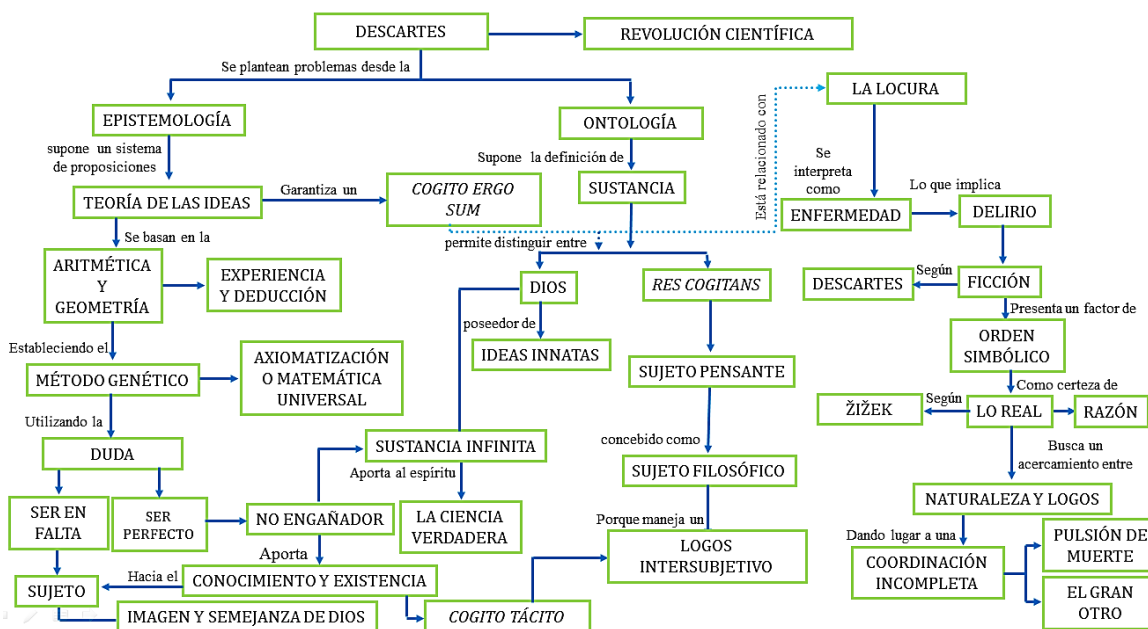 DESCARTES
REVOLUCIÓN CIENTÍFICA
Se plantean problemas desde la
EPISTEMOLOGÍA
ONTOLOGÍA
LA LOCURA
supone un sistema
de proposiciones
Supone la definición de
Está relacionado con
Se
interpreta
como
TEORÍA DE LAS IDEAS
Garantiza un
COGITO ERGO
SUM
SUSTANCIA
ENFERMEDAD
Lo que implica
DELIRIO
Se basan en la
permite distinguir entre
ARITMÉTICA
Y
GEOMETRÍA
EXPERIENCIA
Y DEDUCCIÓN
DIOS
RES COGITANS
DESCARTES
Según
FICCIÓN
poseedor de
Presenta un factor de
Estableciendo el
IDEAS INNATAS
ORDEN
SIMBÓLICO
MÉTODO GENÉTICO
AXIOMATIZACIÓN
O MATEMÁTICA
UNIVERSAL
SUJETO PENSANTE
Como certeza de
ŽIŽEK
Según
LO REAL
RAZÓN
Utilizando la
concebido como
Busca un
acercamiento entre
DUDA
SUSTANCIA INFINITA
Aporta al espíritu
SUJETO FILOSÓFICO
NATURALEZA Y LOGOS
SER EN
FALTA
SER
PERFECTO
NO ENGAÑADOR
LA CIENCIA
VERDADERA
Porque maneja un
Dando lugar a una
PULSIÓN DE
MUERTE
Aporta
LOGOS
INTERSUBJETIVO
COORDINACIÓN
INCOMPLETA
SUJETO
Hacia el
CONOCIMIENTO Y EXISTENCIA
EL GRAN
OTRO
IMAGEN Y SEMEJANZA DE DIOS
COGITO TÁCITO